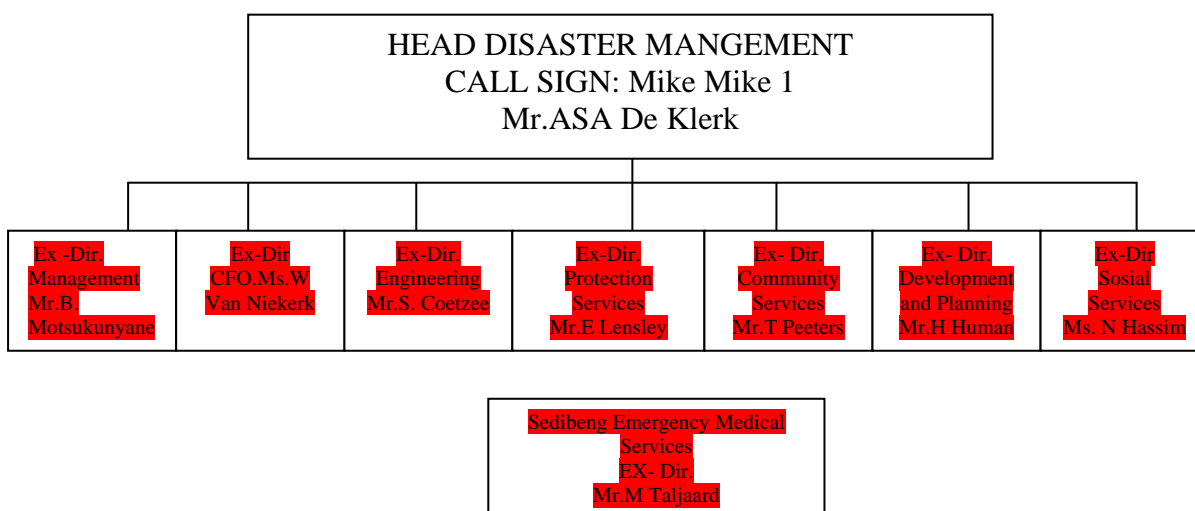 HEAD DISASTER MANGEMENT
CALL SIGN: Mike Mike 1
Mr.ASA De Klerk
Ex -Dir.
Management
Mr.B.
Motsukunyane
Ex-Dir
CFO.Ms.W
Van Niekerk
Ex-Dir.
Engineering
Mr.S. Coetzee
Ex-Dir.
Protection
Services
Mr.E Lensley
Ex- Dir.
Community
Services
Mr.T Peeters
Ex- Dir.
Development
and Planning
Mr.H Human
Ex-Dir
Sosial
Services
Ms. N Hassim
Sedibeng Emergency Medical
Services
EX- Dir.
Mr.M Taljaard